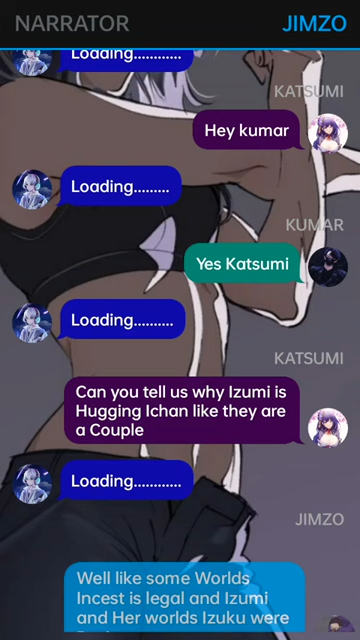 NARRATOR
JIMZO
Loading............
KATSUMI
Hey kumar
Loading.........
KUMAR
Yes Katsumi
Loading..........
KATSUMI
Can you tell us why Izumi is
Hugging Ichan like they are
a Couple
Loading............
JIMZO
Well like some Worlds
Incest is legal and Izumi
and Her worlds Izuku were